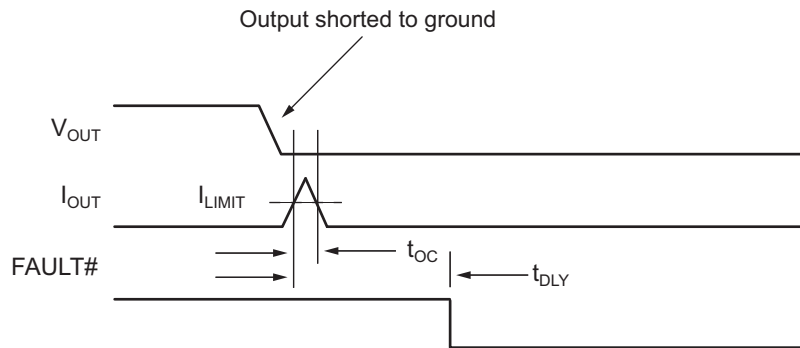 Output shorted to ground
VOUT
IOUT
ILIMIT
tOC
FAULT#
tDLY